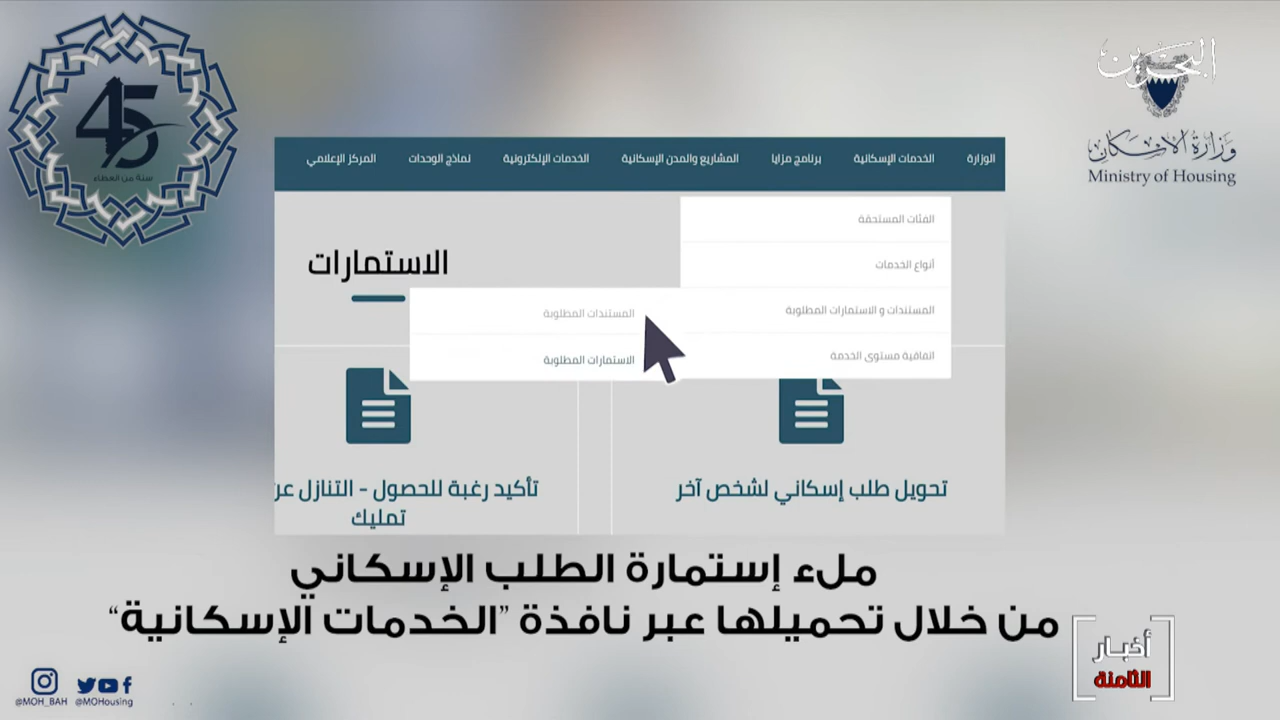 45
سنة من العطاء
البحرين
وزارة الإسكان
Ministry of Housing
الوزارة
الخدمات الإسكانية
برنامج مزايا
المشاريع والمدن الإسكانية
الخدمات الإلكترونية
نماذج الوحدات
المركز الإعلامي
الفئات المستحقة
أنواع الخدمات
المستندات و الاستمارات المطلوبة
اتفاقية مستوى الخدمة
المستندات المطلوبة
الاستمارات المطلوبة
الاستمارات
تحويل طلب إسكاني لشخص آخر
تأكيد رغبة للحصول - التنازل عن
تمليك
ملء إستمارة الطلب الإسكاني
من خلال تحميلها عبر نافذة "الخدمات الإسكانية"
أخبار
الثامنة
@MOH_BAH @MOHousing